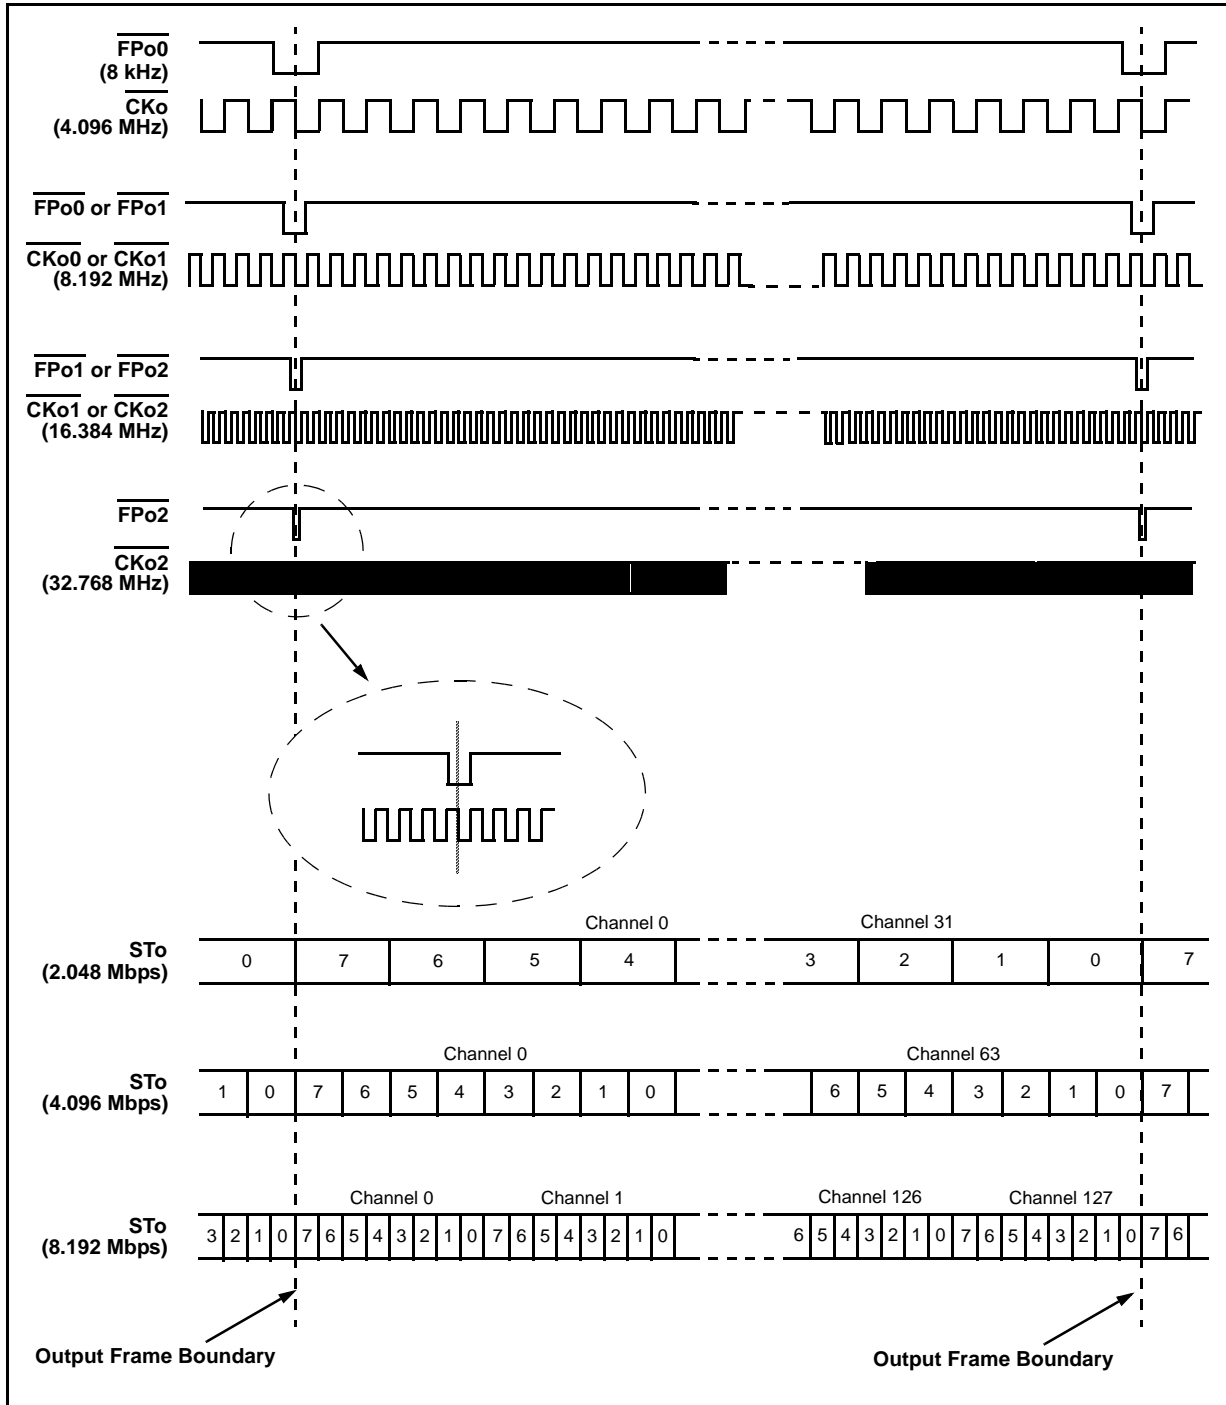 FPo0
(8 kHz)
CKo
(4.096 MHz)
FPo0 or FPo1
CKo0 or CKo1
(8.192 MHz)
FPo1 or FPo2
CKo1 or CKo2
(16.384 MHz)
FPo2
CKo2
(32.768 MHz)
Channel 0 Channel 31
STo
(2.048 Mbps)
0 7 6 5 4 3 2 1 0 7
Channel 0 Channel 63
STo
(4.096 Mbps)
1 0 7 6 5 4 3 2 1 0 6 5 4 3 2 1 0 7
Channel 0 Channel 1 Channel 126 Channel 127
STo
(8.192 Mbps)
3 2 1 0 7 6 5 4 3 2 1 0 7 6 5 4 3 2 1 0 6 5 4 3 2 1 0 7 6 5 4 3 2 1 0 7 6
Output Frame Boundary
Output Frame Boundary